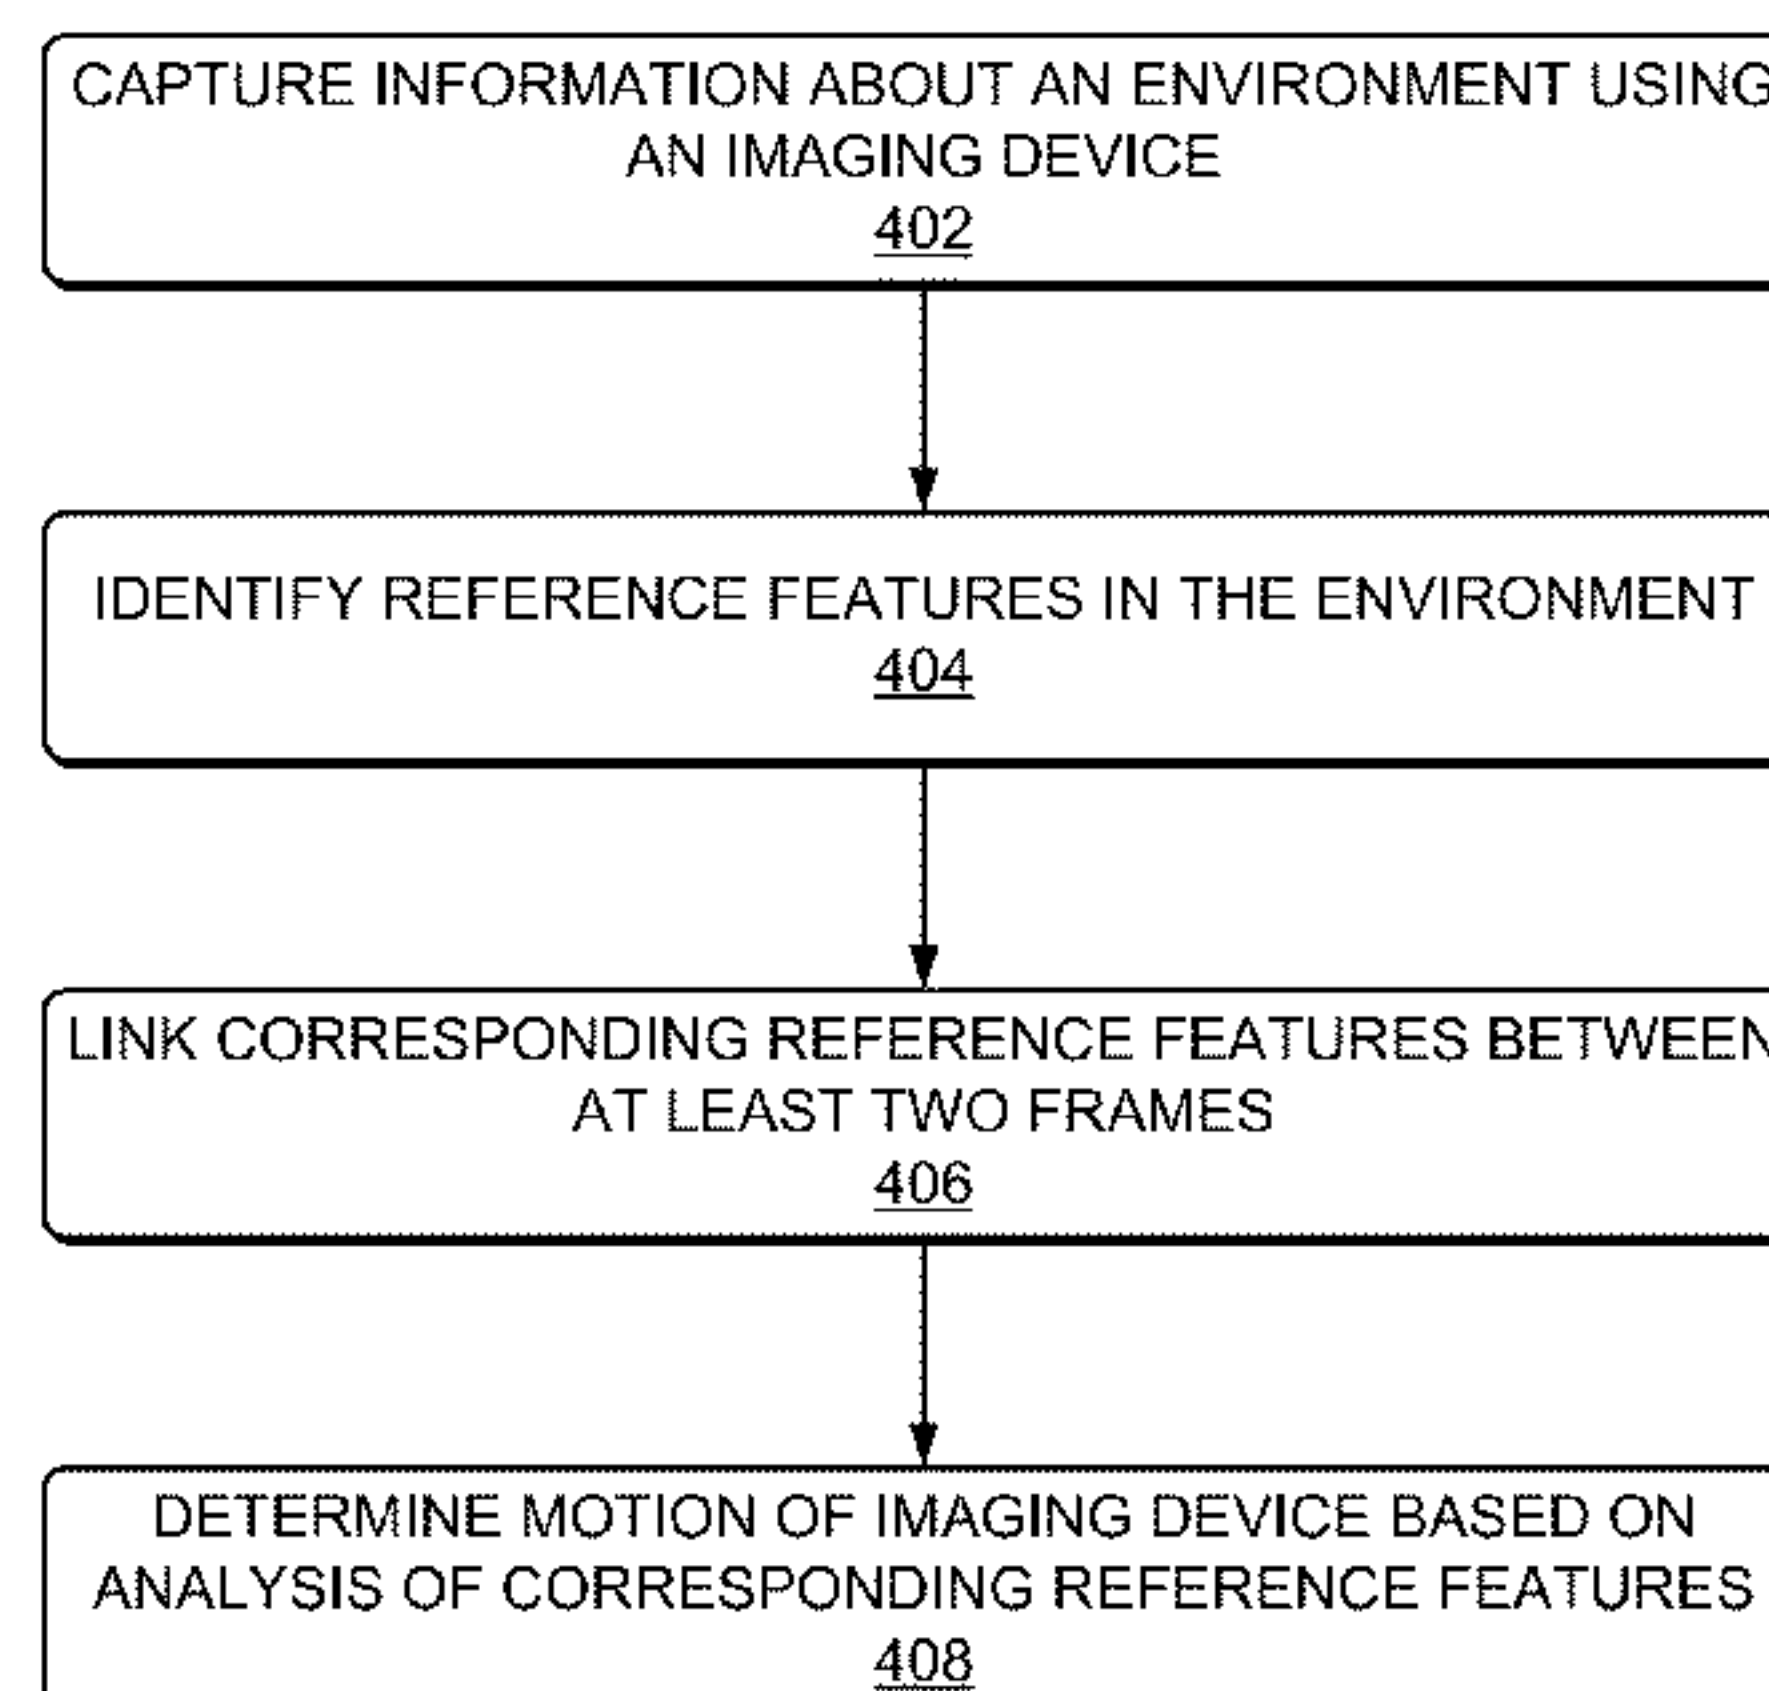 CAPTURE INFORMATION ABOUT AN ENVIRONMENT USING
AN IMAGING DEVICE
402
IDENTIFY REFERENCE FEATURES IN THE ENVIRONMENT
404
LINK CORRESPONDING REFERENCE FEATURES BETWEEN
AT LEAST TWO FRAMES
406
DETERMINE MOTION OF IMAGING DEVICE BASED ON
ANALYSIS OF CORRESPONDING REFERENCE FEATURES
408